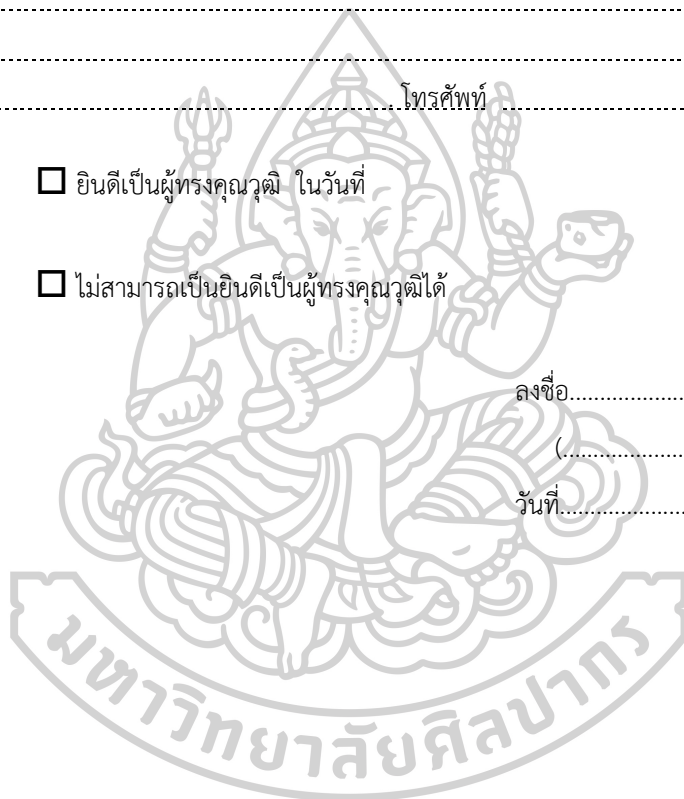 โทรศัพท์
☐ ยินดีเป็นผู้ทรงคุณวุฒิ ในวันที่
☐ ไม่สามารถเป็นยินดีเป็นผู้ทรงคุณวุฒิได้
ลงชื่อ....................
(....................
วันที่.....................
มหาวิทยาลัยศิลปากร